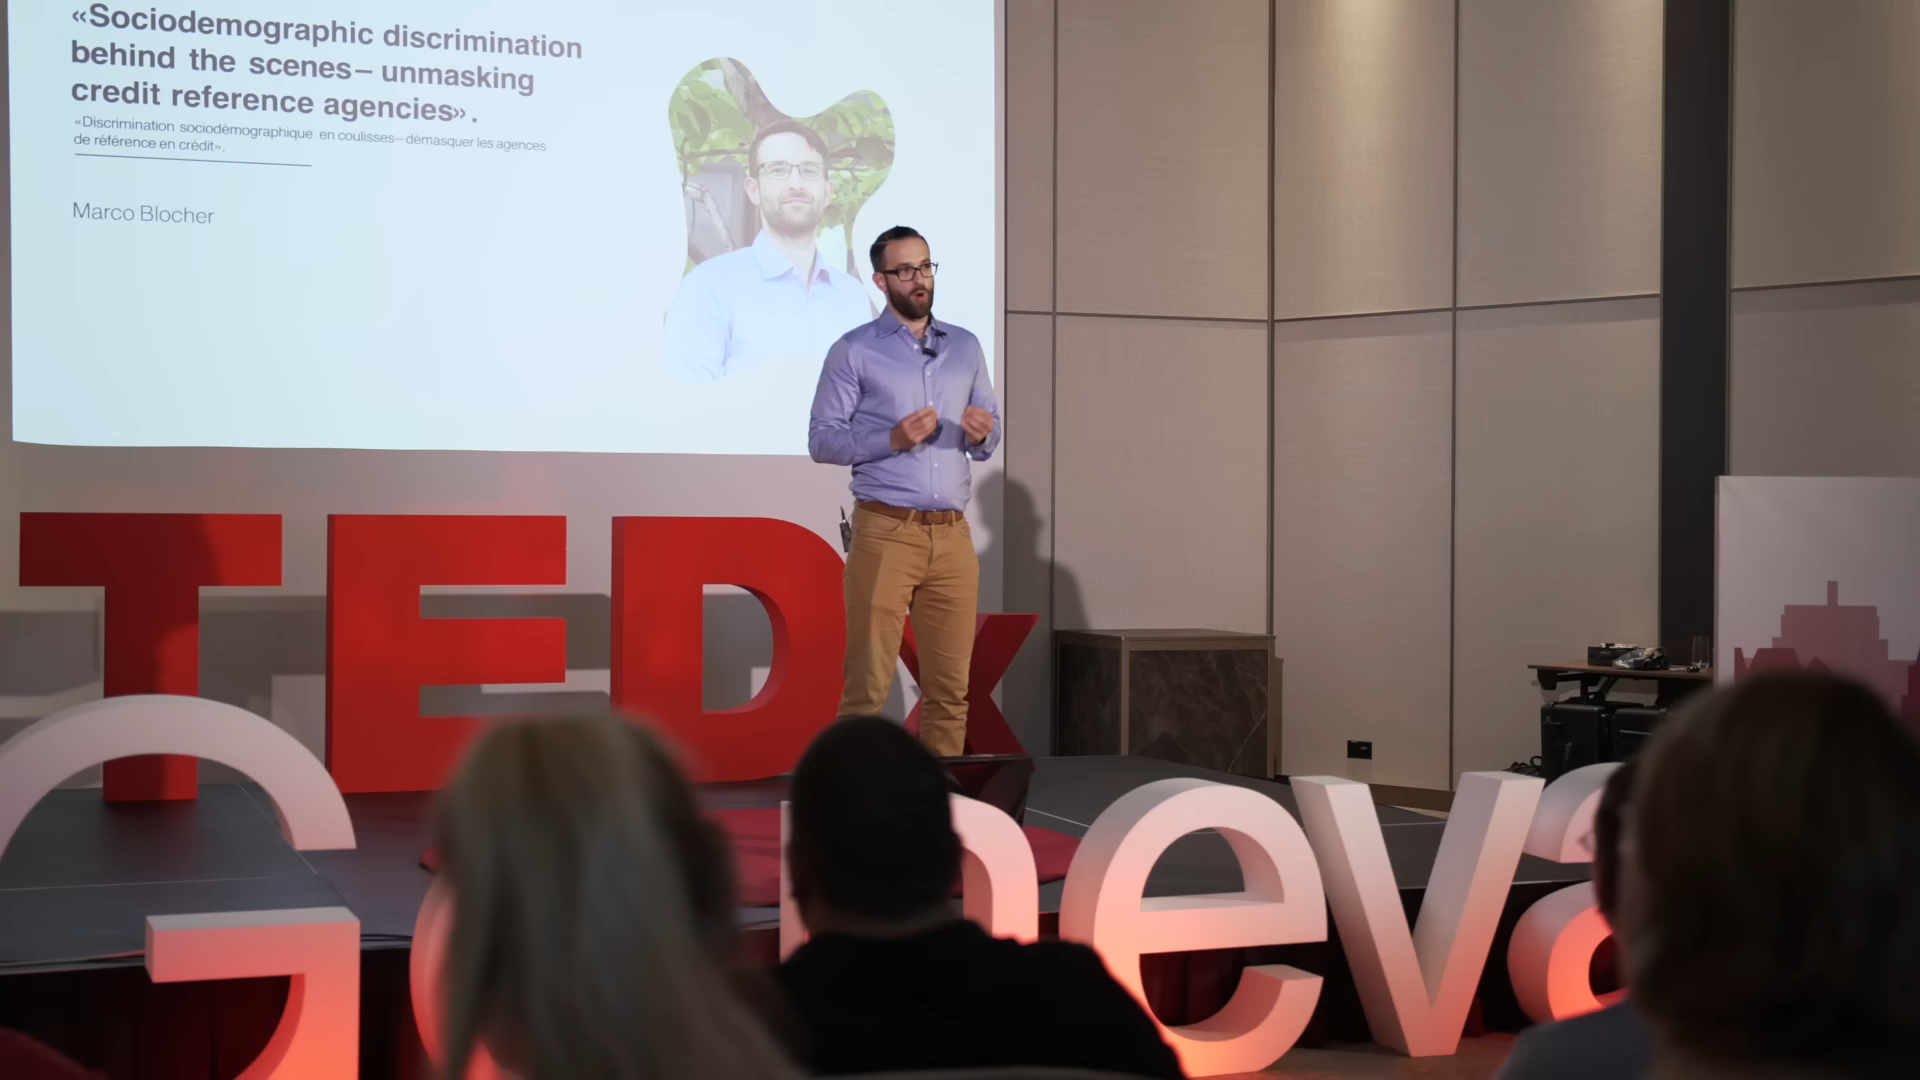 «Sociodemographic discrimination
behind the scenes – unmasking
credit reference agencies».
«Discrimination sociodémographique en coulisses – démasquer les agences
de référence en crédit».
Marco Blocher
TEDx
Geneva